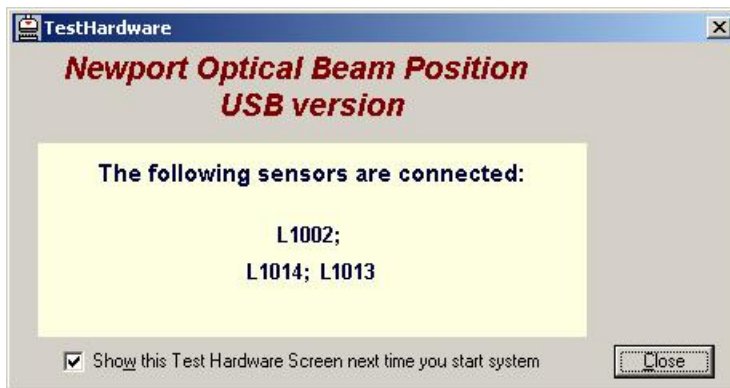 TestHardware
Newport Optical Beam Position
USB version
The following sensors are connected:
L1002;
L1014; L1013
Show this Test Hardware Screen next time you start system
Close